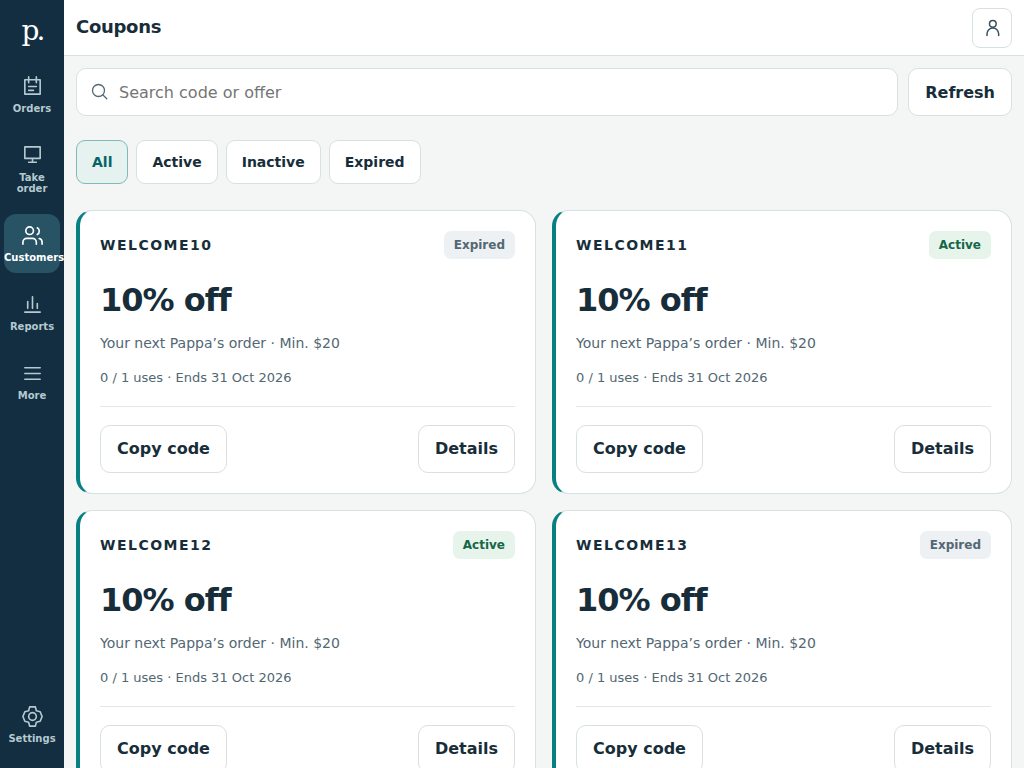 p.
Coupons
Orders
Take
order
Customers
Reports
More
Settings
Search code or offer
Refresh
All
Active
Inactive
Expired
WELCOME10
Expired
10% off
Your next Pappa’s order · Min. $20
0 / 1 uses · Ends 31 Oct 2026
Copy code
Details
WELCOME11
Active
10% off
Your next Pappa’s order · Min. $20
0 / 1 uses · Ends 31 Oct 2026
Copy code
Details
WELCOME12
Active
10% off
Your next Pappa’s order · Min. $20
0 / 1 uses · Ends 31 Oct 2026
Copy code
Details
WELCOME13
Expired
10% off
Your next Pappa’s order · Min. $20
0 / 1 uses · Ends 31 Oct 2026
Copy code
Details